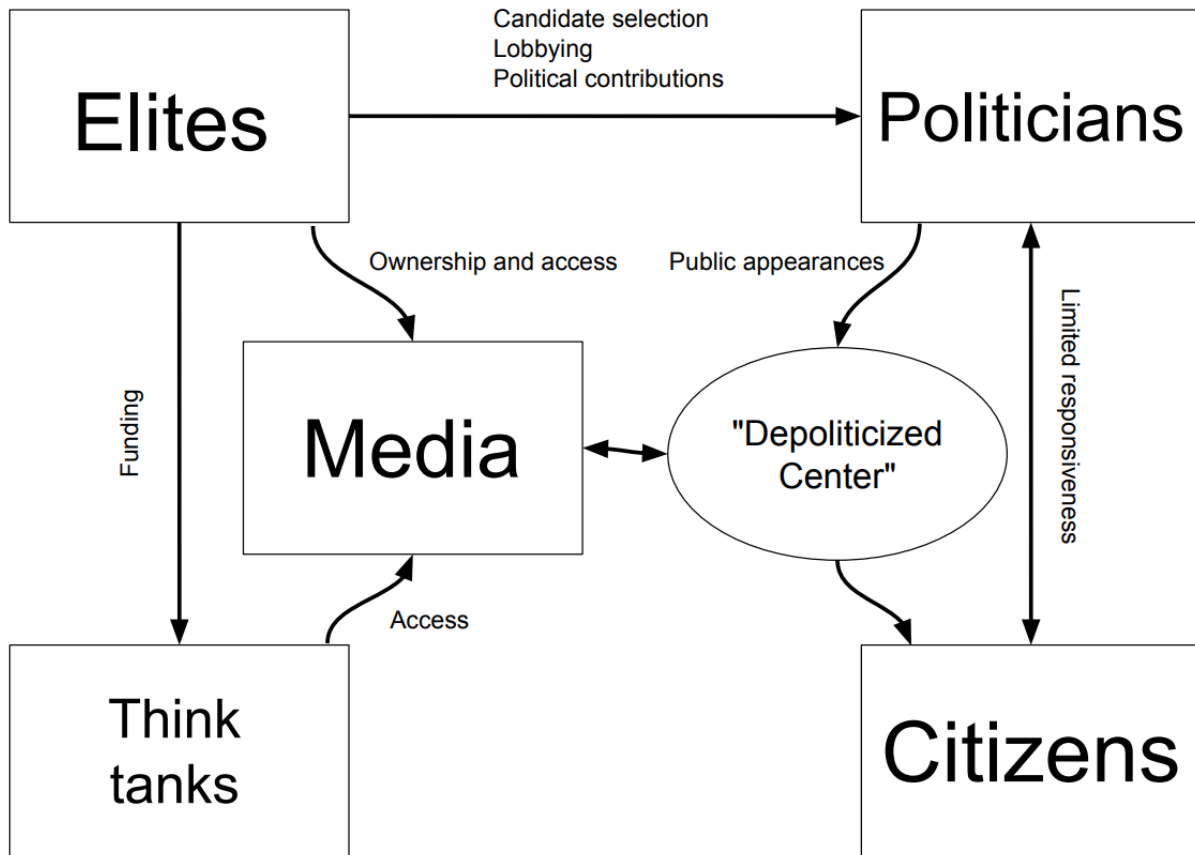 Candidate selection
Lobbying
Political contributions
Elites
Politicians
Ownership and access
Public appearances
Funding
Media
"Depoliticized
Center"
Limited responsiveness
Access
Think
tanks
Citizens